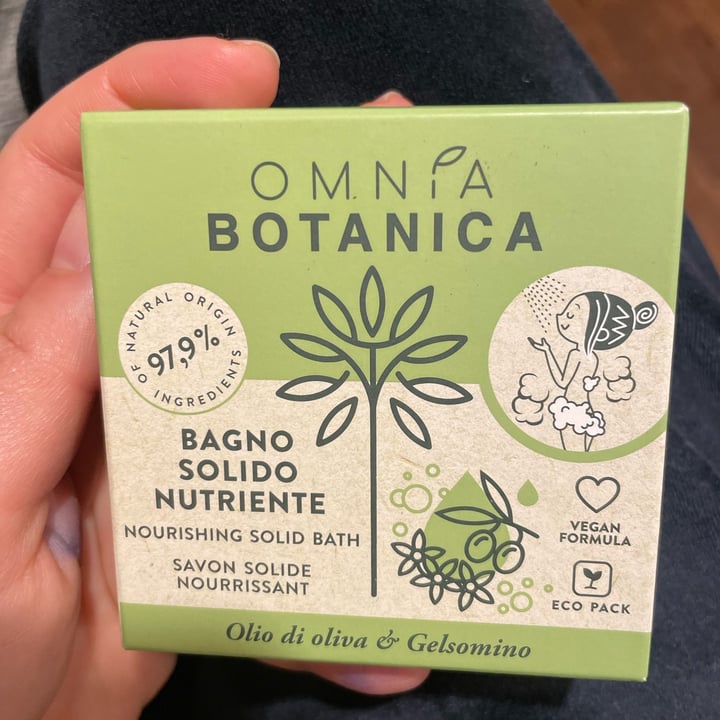 OMNIA
BOTANICA
97,9%
OF NATURAL ORIGIN
INGREDIENTS
BAGNO
SOLIDO
NUTRIENTE
NOURISHING SOLID BATH
SAVON SOLIDE
NOURRISSANT
VEGAN
FORMULA
ECO PACK
Olio di oliva & Gelsomino